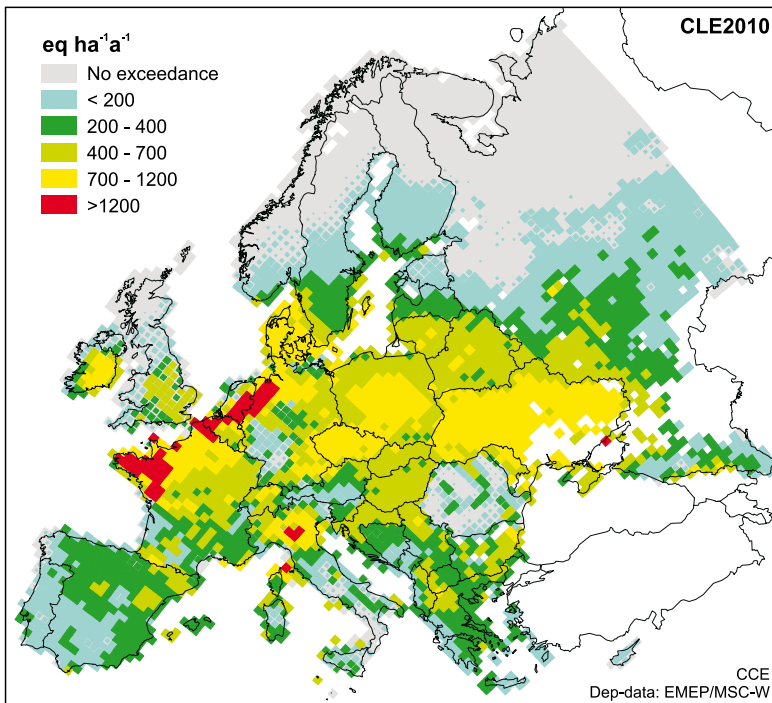 CLE2010
eq ha⁻¹a⁻¹
No exceedance
< 200
200 - 400
400 - 700
700 - 1200
>1200
CCE
Dep-data: EMEP/MSC-W